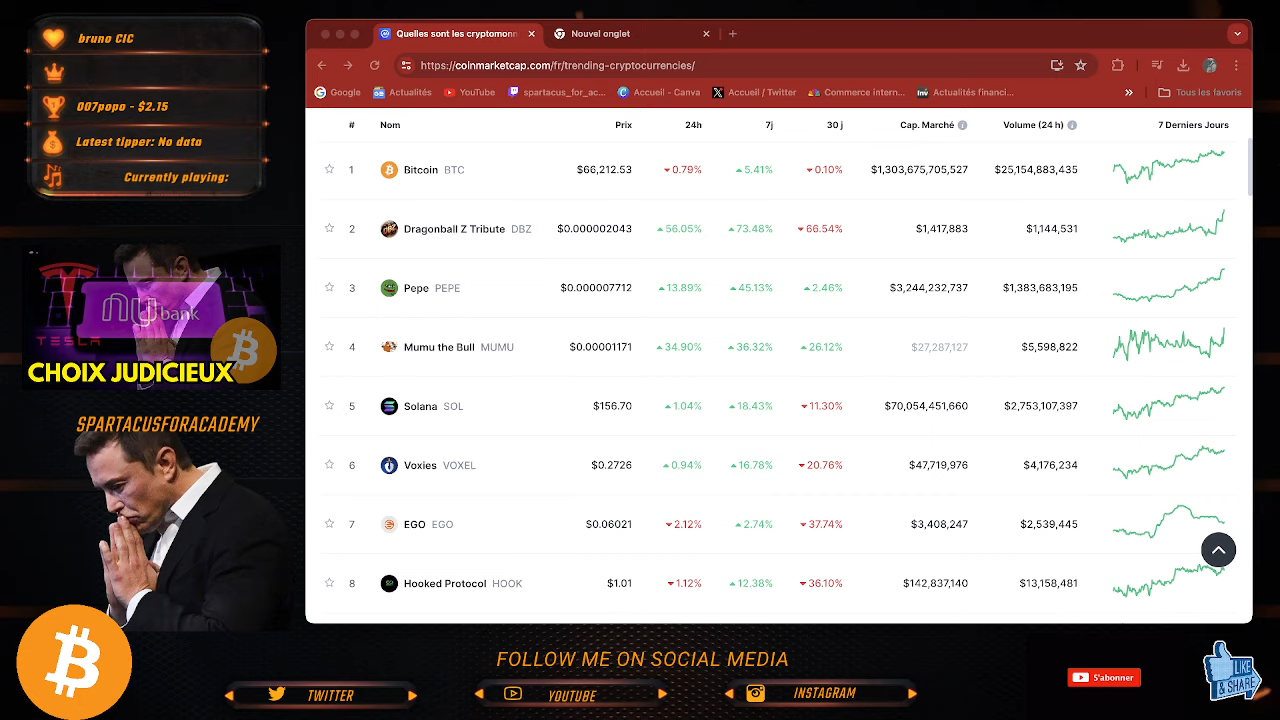 bruno CIC
007popo - $2.15
Latest tipper: No data
Currently playing:
TESLA
nu bank
CHOIX JUDICIEUX
SPARTACUSFORACADEMY
Quelles sont les cryptomonn
Nouvel onglet
https://coinmarketcap.com/fr/trending-cryptocurrencies/
Google Actualités YouTube spartacus_for_ac... Accueil - Canva Accueil / Twitter Commerce intern... Inv Actualités financi... » Tous les favoris
# Nom Prix 24h 7j 30 j Cap. Marché Volume (24 h) 7 Derniers Jours
1 Bitcoin BTC $66,212.53 0.79% 5.41% 0.10% $1,303,675,705,527 $25,154,883,435
2 Dragonball Z Tribute DBZ $0.000002043 56.05% 73.48% 66.54% $1,417,883 $1,144,531
3 Pepe PEPE $0.000007712 13.89% 45.13% 2.46% $3,244,232,737 $1,383,683,195
4 Mumu the Bull MUMU $0.00001171 34.90% 36.32% 26.12% $27,287,127 $5,598,822
5 Solana SOL $156.70 1.04% 18.43% 11.30% $70,054,451,660 $2,753,107,397
6 Voxies VOXEL $0.2726 0.94% 16.78% 20.76% $47,719,976 $4,176,234
7 EGO EGO $0.06021 2.12% 2.74% 37.74% $3,408,247 $2,539,445
8 Hooked Protocol HOOK $1.01 1.12% 12.38% 36.10% $142,837,140 $13,158,481
FOLLOW ME ON SOCIAL MEDIA
TWITTER YOUTUBE INSTAGRAM
S'abonner
LIKE
& SHARE